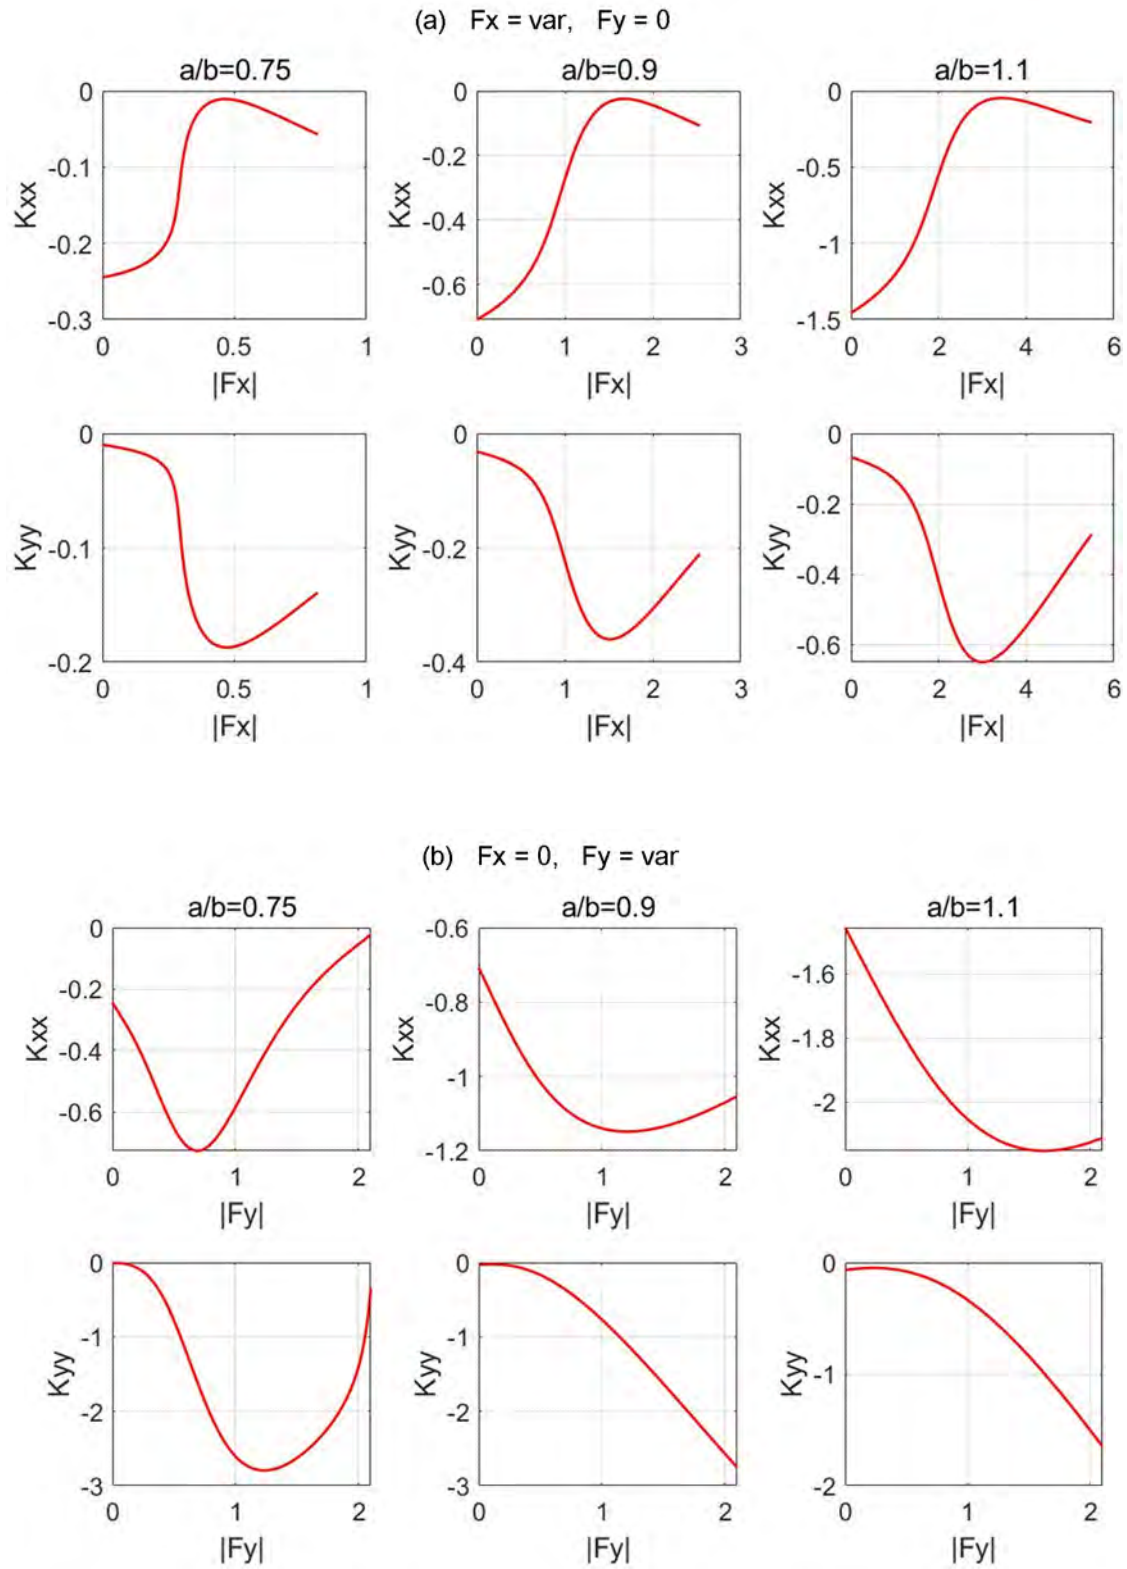 (a) Fx = var, Fy = 0
a/b=0.75 a/b=0.9 a/b=1.1
0 -0.1 -0.2 -0.3 Kxx 0 0.5 1 |Fx|
0 -0.2 -0.4 -0.6 Kxx 0 1 2 3 |Fx|
0 -0.5 -1 -1.5 Kxx 0 2 4 6 |Fx|
0 -0.1 -0.2 Kyy 0 0.5 1 |Fx|
0 -0.2 -0.4 Kyy 0 1 2 3 |Fx|
0 -0.2 -0.4 -0.6 Kyy 0 2 4 6 |Fx|
(b) Fx = 0, Fy = var
a/b=0.75 a/b=0.9 a/b=1.1
0 -0.2 -0.4 -0.6 Kxx 0 1 2 |Fy|
-0.6 -0.8 -1 -1.2 Kxx 0 1 2 |Fy|
-1.6 -1.8 -2 Kxx 0 1 2 |Fy|
0 -1 -2 -3 Kyy 0 1 2 |Fy|
0 -1 -2 -3 Kyy 0 1 2 |Fy|
0 -1 -2 Kyy 0 1 2 |Fy|